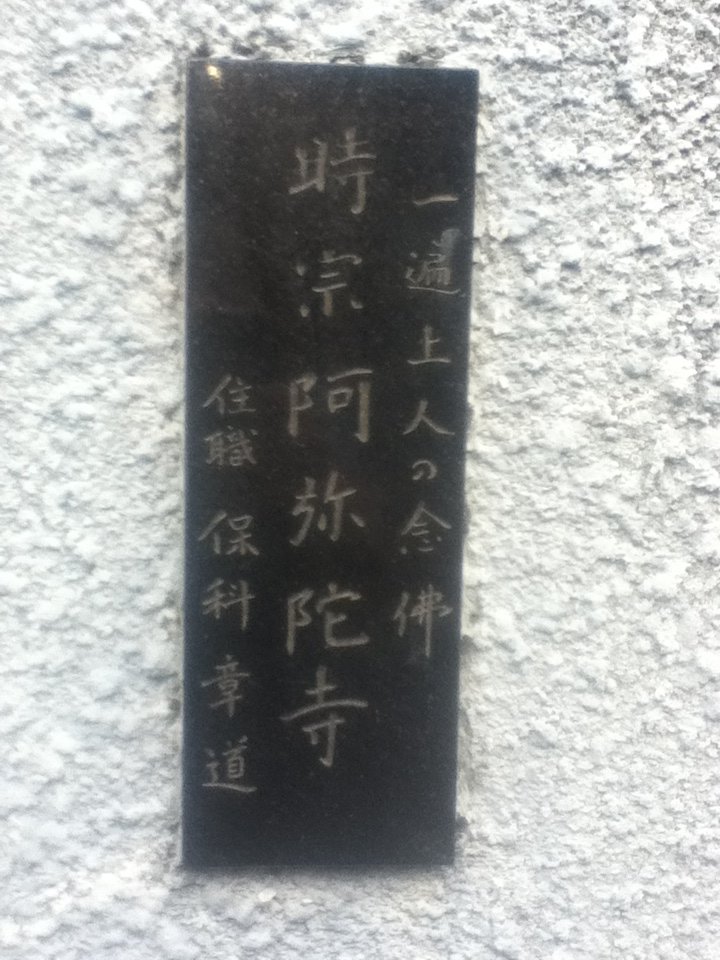 一遍上人の念佛
時宗阿弥陀寺
住職 保科章道